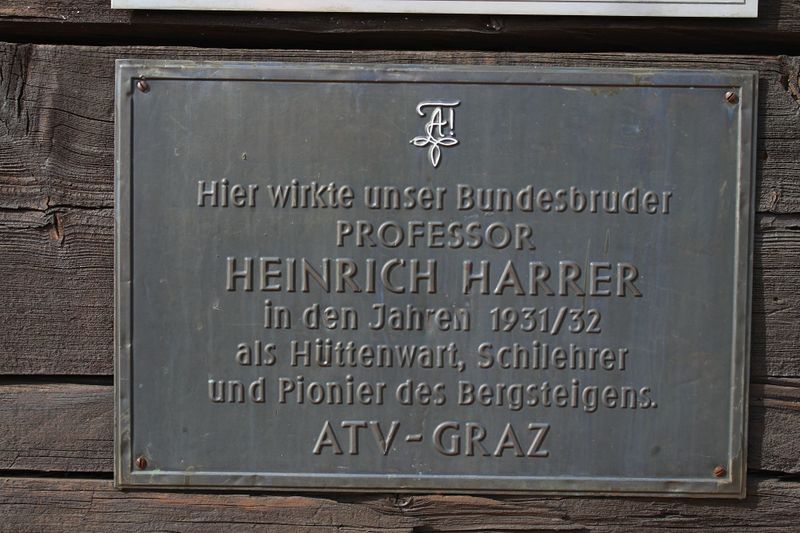 Hier wirkte unser Bundesbruder
PROFESSOR
HEINRICH HARRER
in den Jahren 1931/32
als Hüttenwart, Schilehrer
und Pionier des Bergsteigens.
ATV-GRAZ